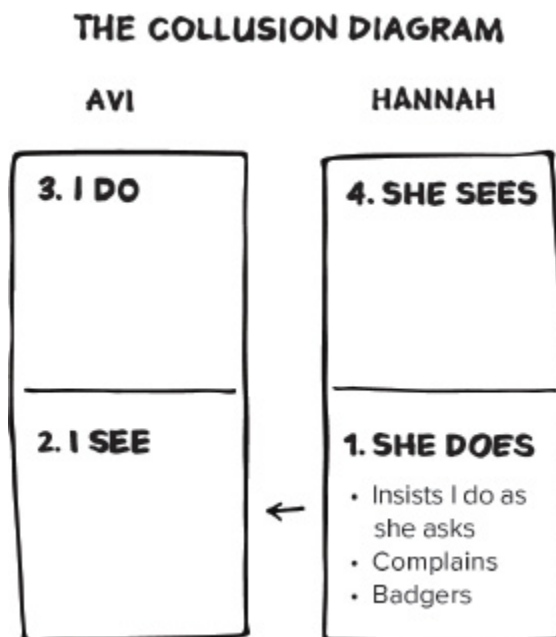 THE COLLUSION DIAGRAM
AVI
HANNAH
3. I DO
4. SHE SEES
2. I SEE
1. SHE DOES
• Insists I do as
she asks
• Complains
• Badgers